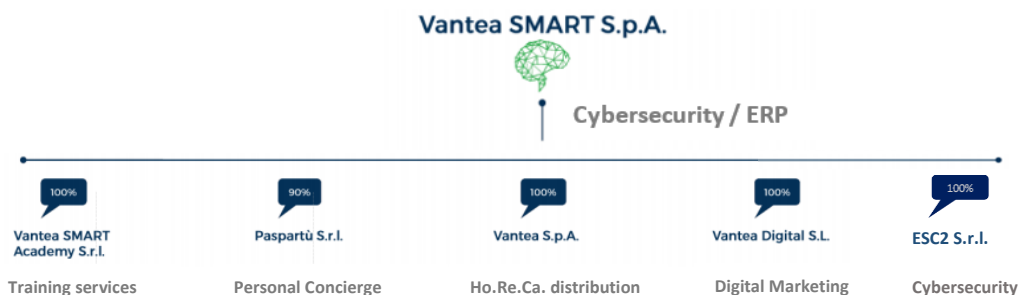 Vantea SMART S.p.A.
Cybersecurity / ERP
100%
90%
100%
100%
100%
Vantea SMART
Academy S.r.l.
Paspartù S.r.l.
Vantea S.p.A.
Vantea Digital S.L.
ESC2 S.r.l.
Training services
Personal Concierge
Ho.Re.Ca. distribution
Digital Marketing
Cybersecurity